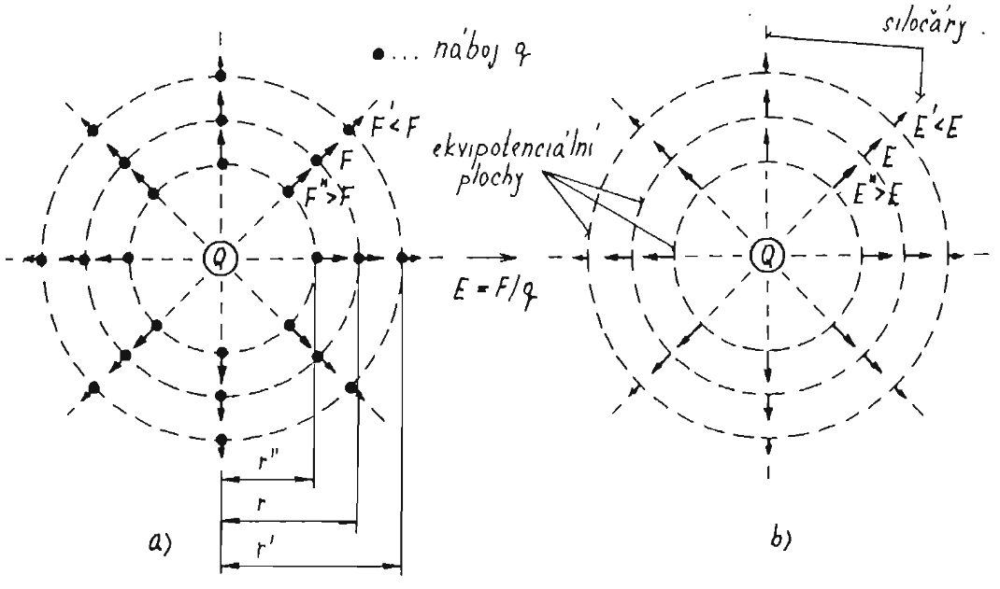 ●... náboj q
siločáry
F' < F
F
F" > F
ekvipotenciální
plochy
E' < E
E
E" > E
Q
Q
E = F/q
r"
r
r'
a)
b)